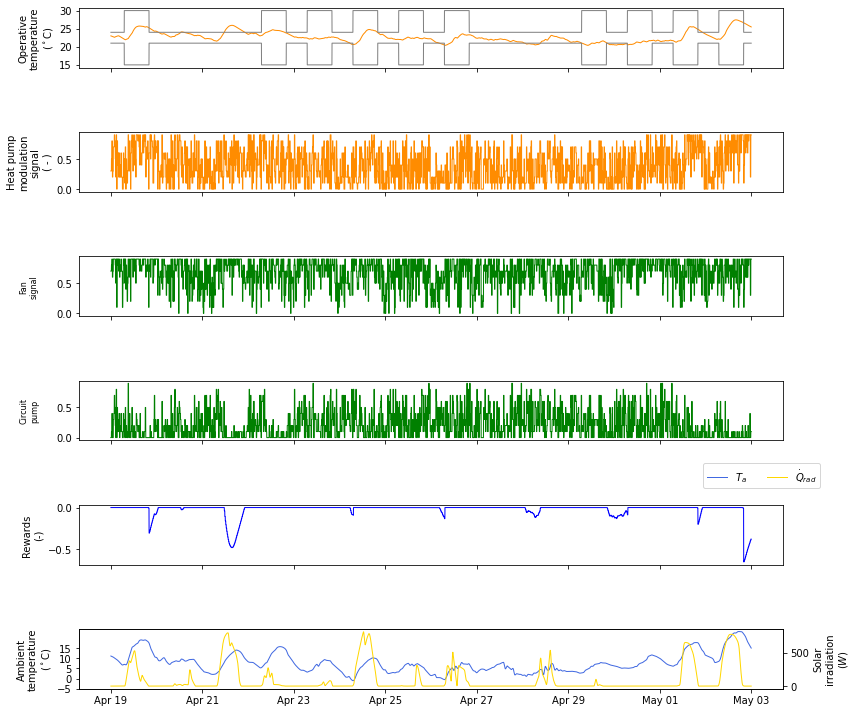 Operative
temperature
(°C)
30
25
20
15
Heat pump
modulation
signal
( - )
0.5
0.0
Fan
signal
0.5
0.0
Circuit
pump
0.5
0.0
T_a
Q̇_rad
Rewards
(-)
0.0
−0.5
Ambient
temperature
(°C)
15
10
5
0
−5
500
0
Solar
irradiation
(W)
Apr 19 Apr 21 Apr 23 Apr 25 Apr 27 Apr 29 May 01 May 03